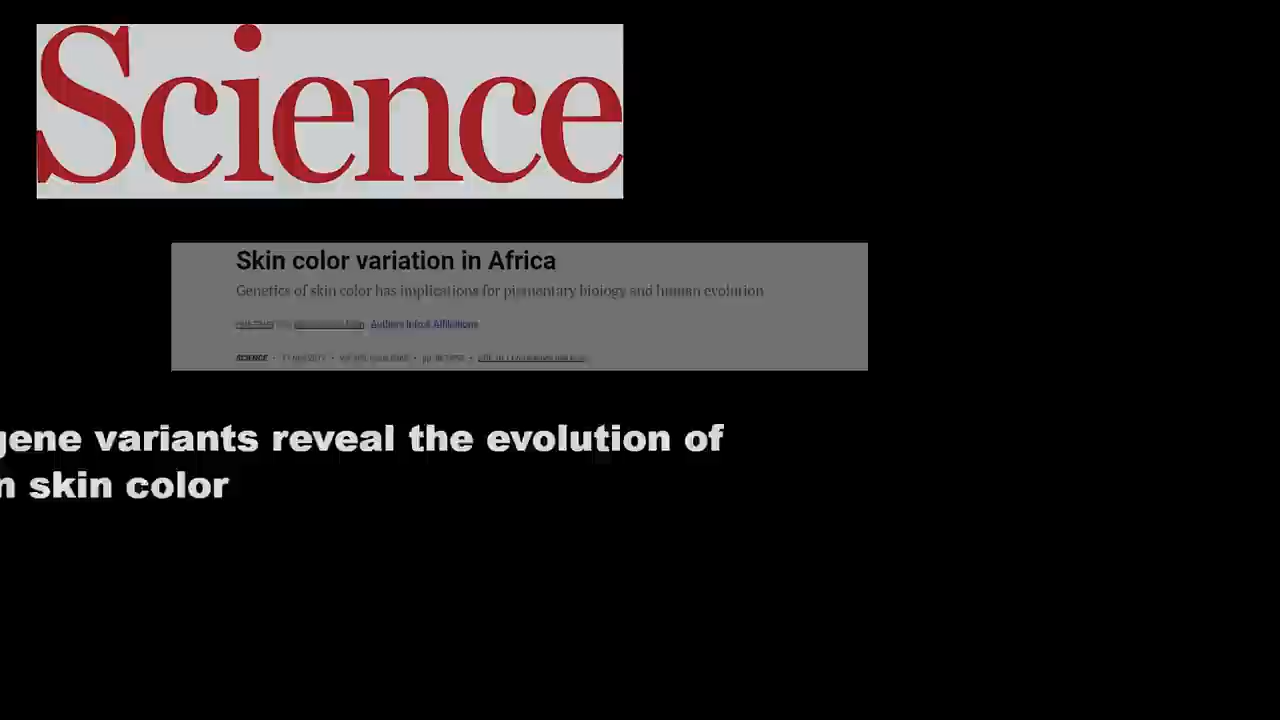 Science
Skin color variation in Africa
Genetics of skin color has implications for pigmentary biology and human evolution
Authors Info & Affiliations
SCIENCE
gene variants reveal the evolution of
n skin color